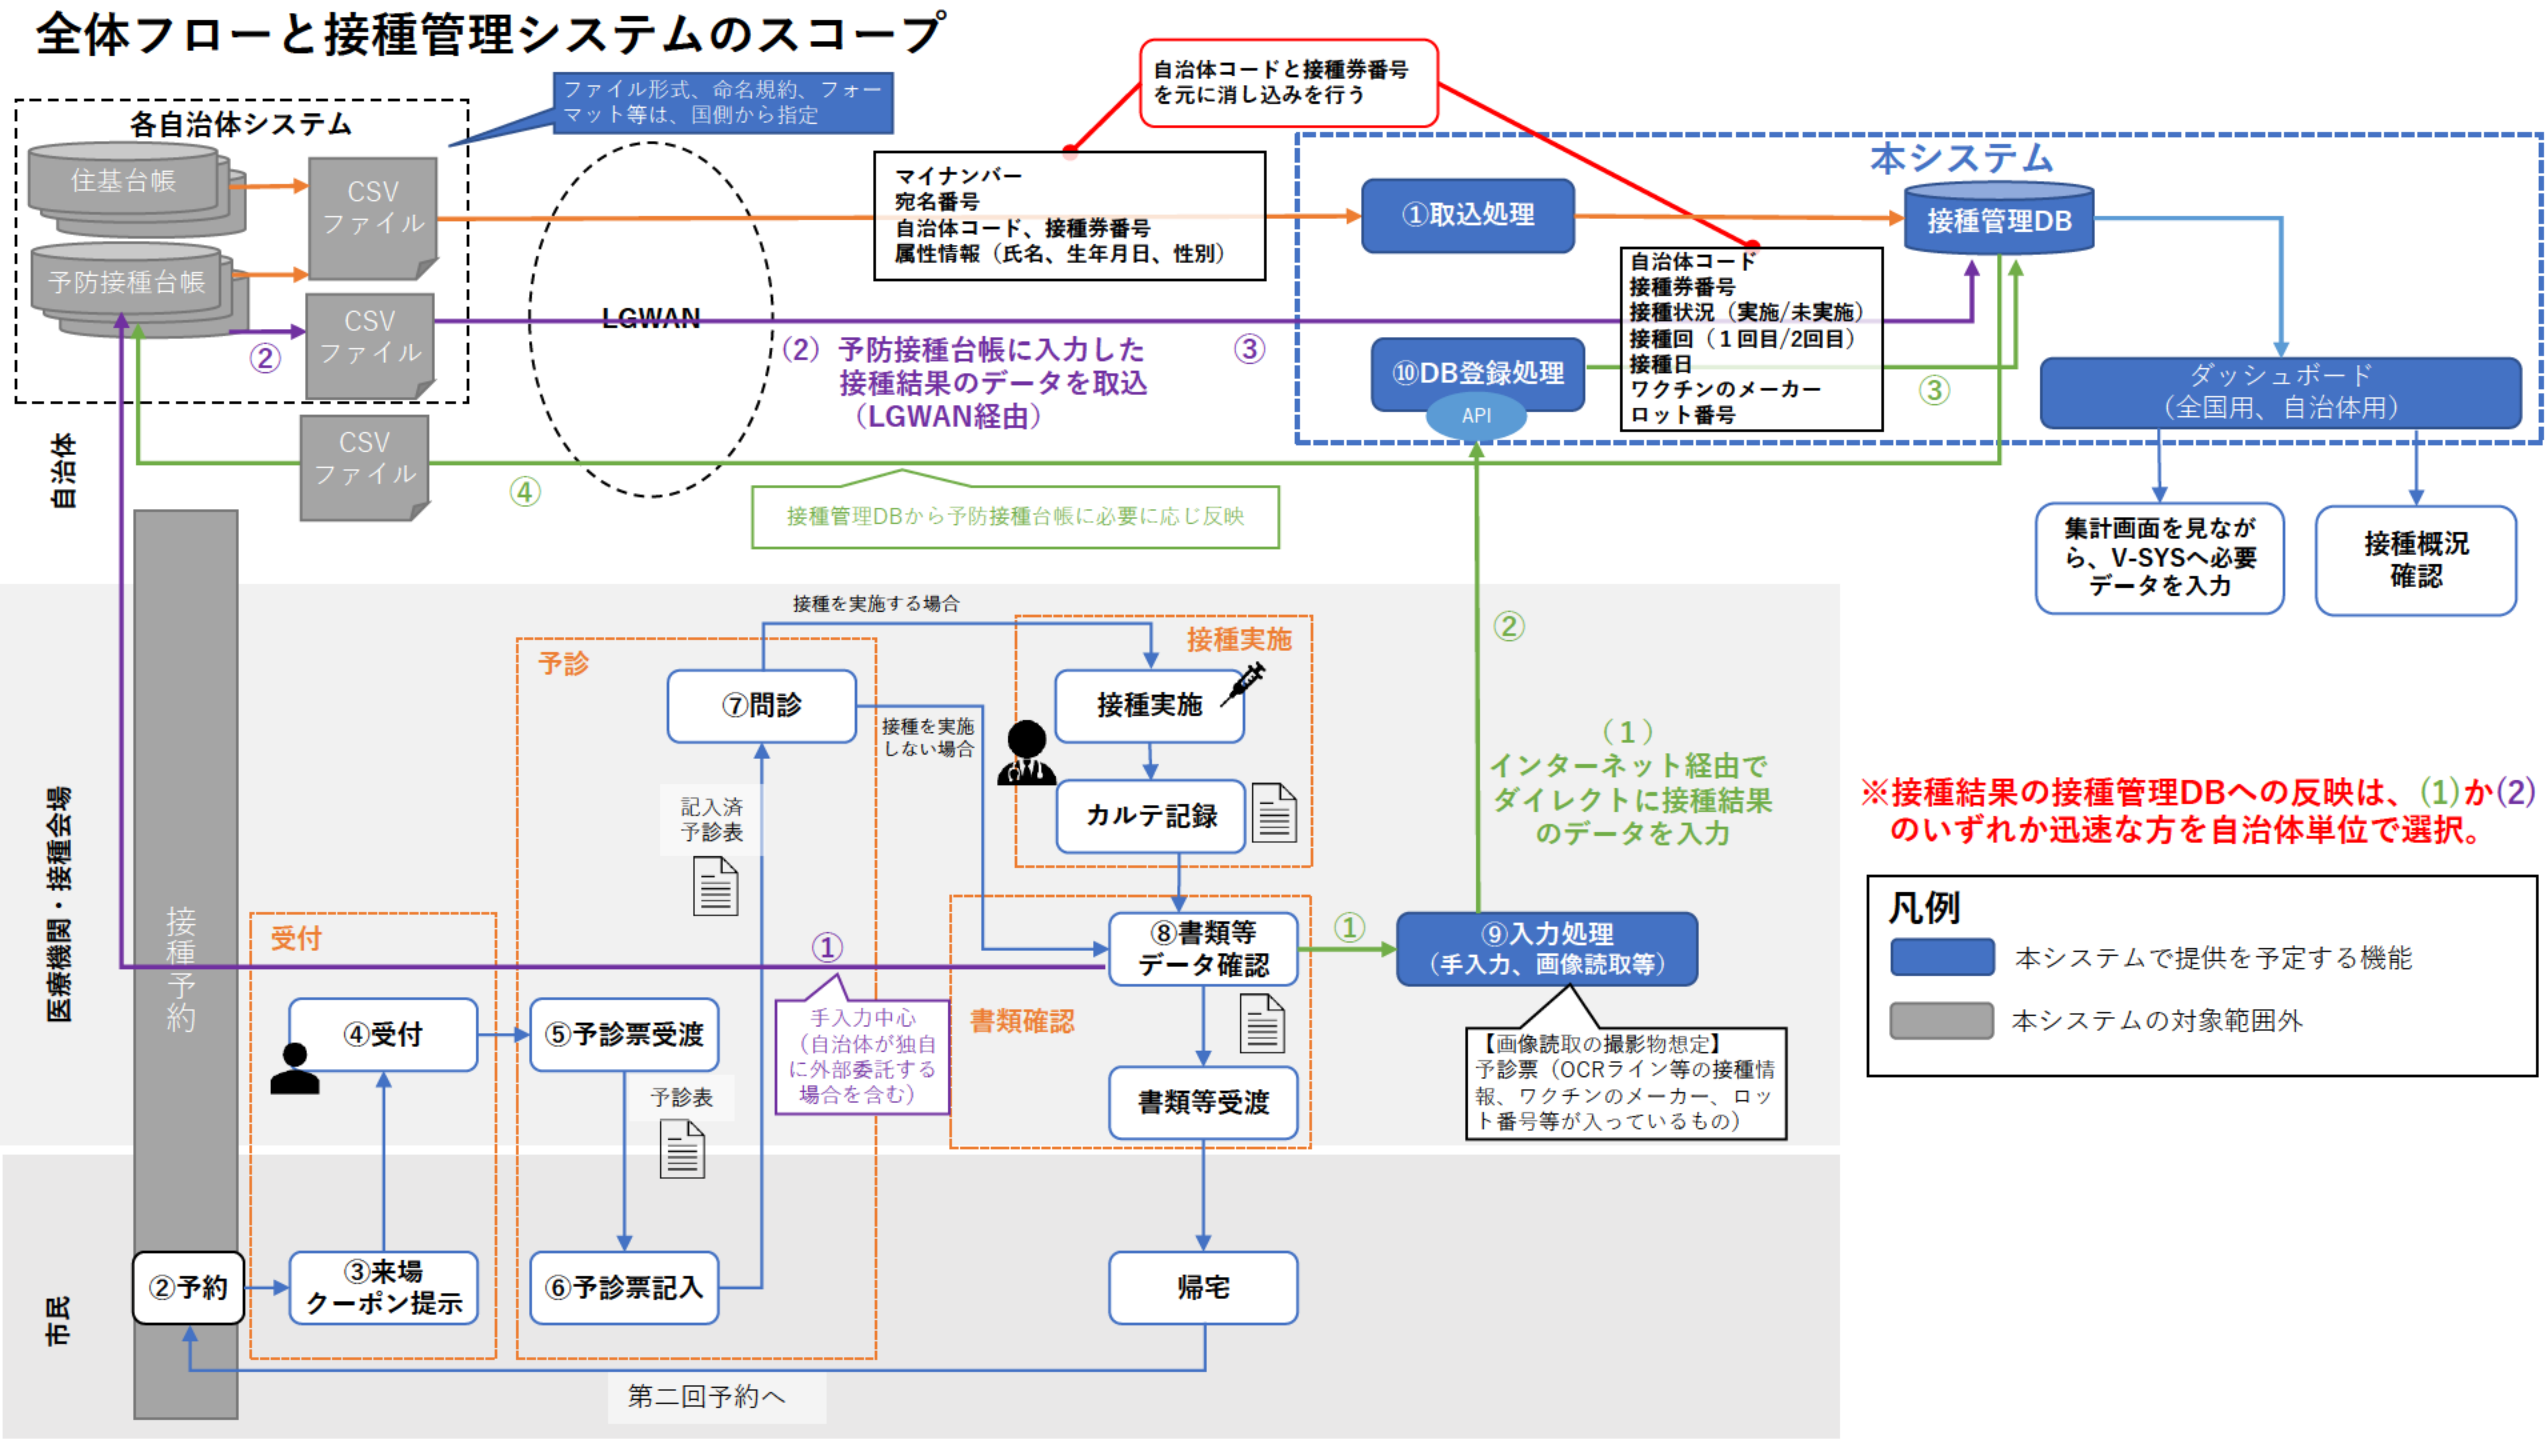 全体フローと接種管理システムのスコープ
ファイル形式、命名規約、フォー
マット等は、国側から指定
自治体コードと接種券番号
を元に消し込みを行う
各自治体システム
住基台帳
予防接種台帳
CSV
ファイル
CSV
ファイル
②
CSV
ファイル
④
LGWAN
マイナンバー
宛名番号
自治体コード、接種券番号
属性情報（氏名、生年月日、性別）
（2）予防接種台帳に入力した
接種結果のデータを取込
（LGWAN経由）
③
本システム
①取込処理
接種管理DB
自治体コード
接種券番号
接種状況（実施/未実施）
接種回（１回目/2回目）
接種日
ワクチンのメーカー
ロット番号
⑩DB登録処理
API
③
ダッシュボード
（全国用、自治体用）
接種管理DBから予防接種台帳に必要に応じ反映
集計画面を見なが
ら、V-SYSへ必要
データを入力
接種概況
確認
自治体
医療機関・接種会場
市民
接種予約
接種を実施する場合
予診
⑦問診
接種を実施
しない場合
接種実施
接種実施
カルテ記録
②
（１）
インターネット経由で
ダイレクトに接種結果
のデータを入力
記入済
予診表
受付
①
⑧書類等
データ確認
①
⑨入力処理
（手入力、画像読取等）
手入力中心
（自治体が独自
に外部委託する
場合を含む）
書類確認
④受付
⑤予診票受渡
予診表
書類等受渡
【画像読取の撮影物想定】
予診票（OCRライン等の接種情
報、ワクチンのメーカー、ロッ
ト番号等が入っているもの）
②予約
③来場
クーポン提示
⑥予診票記入
帰宅
第二回予約へ
※接種結果の接種管理DBへの反映は、(1)か(2)
のいずれか迅速な方を自治体単位で選択。
凡例
本システムで提供を予定する機能
本システムの対象範囲外